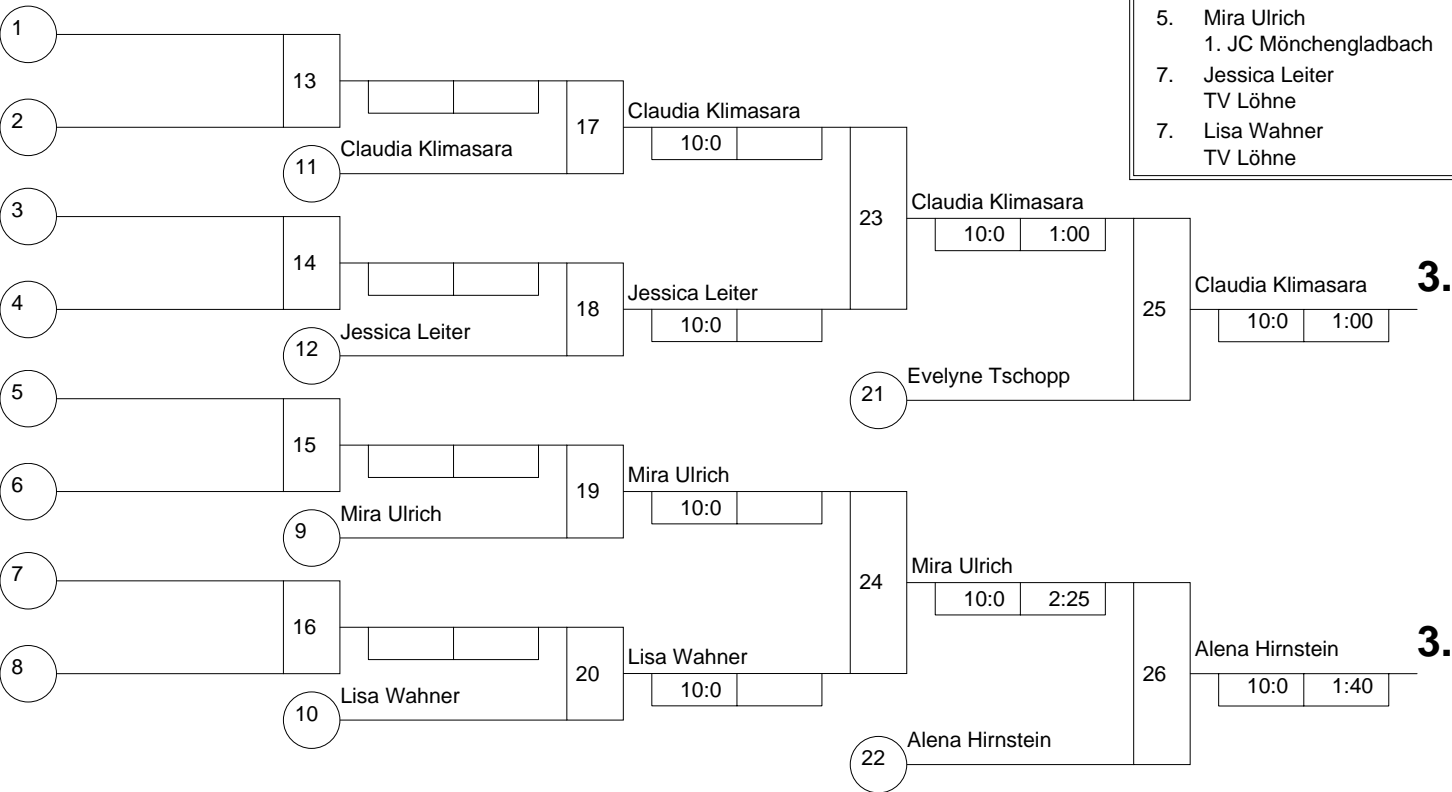 5. Mira Ulrich
1. JC Mönchengladbach
7. Jessica Leiter
TV Löhne
7. Lisa Wahner
TV Löhne
1
13
2
17
Claudia Klimasara
10:0
11
Claudia Klimasara
3
23
Claudia Klimasara
10:0 1:00
14
4
18
Jessica Leiter
10:0
12
Jessica Leiter
25
Claudia Klimasara 3.
10:0 1:00
21
Evelyne Tschopp
5
15
6
19
Mira Ulrich
10:0
9
Mira Ulrich
7
24
Mira Ulrich
10:0 2:25
16
8
20
Lisa Wahner
10:0
10
Lisa Wahner
26
Alena Hirnstein 3.
10:0 1:40
22
Alena Hirnstein